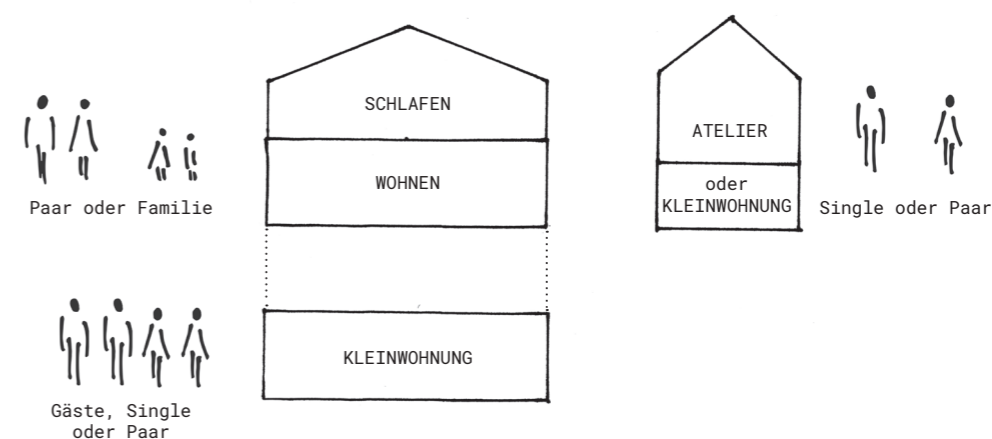 SCHLAFEN
WOHNEN
Paar oder Familie
ATELIER
oder
KLEINWOHNUNG
Single oder Paar
KLEINWOHNUNG
Gäste, Single
oder Paar